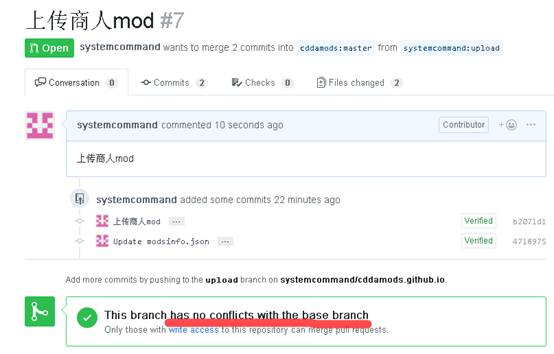 上传商人mod #7
Open systemcommand wants to merge 2 commits into cddamods:master from systemcommand:upload
Conversation 0 Commits 2 Checks 0 Files changed 2
systemcommand commented 10 seconds ago Contributor
上传商人mod
systemcommand added some commits 22 minutes ago
上传商人mod Verified b2071d1
Update modsinfo.json Verified 4716975
Add more commits by pushing to the upload branch on systemcommand/cddamods.github.io.
This branch has no conflicts with the base branch
Only those with write access to this repository can merge pull requests.